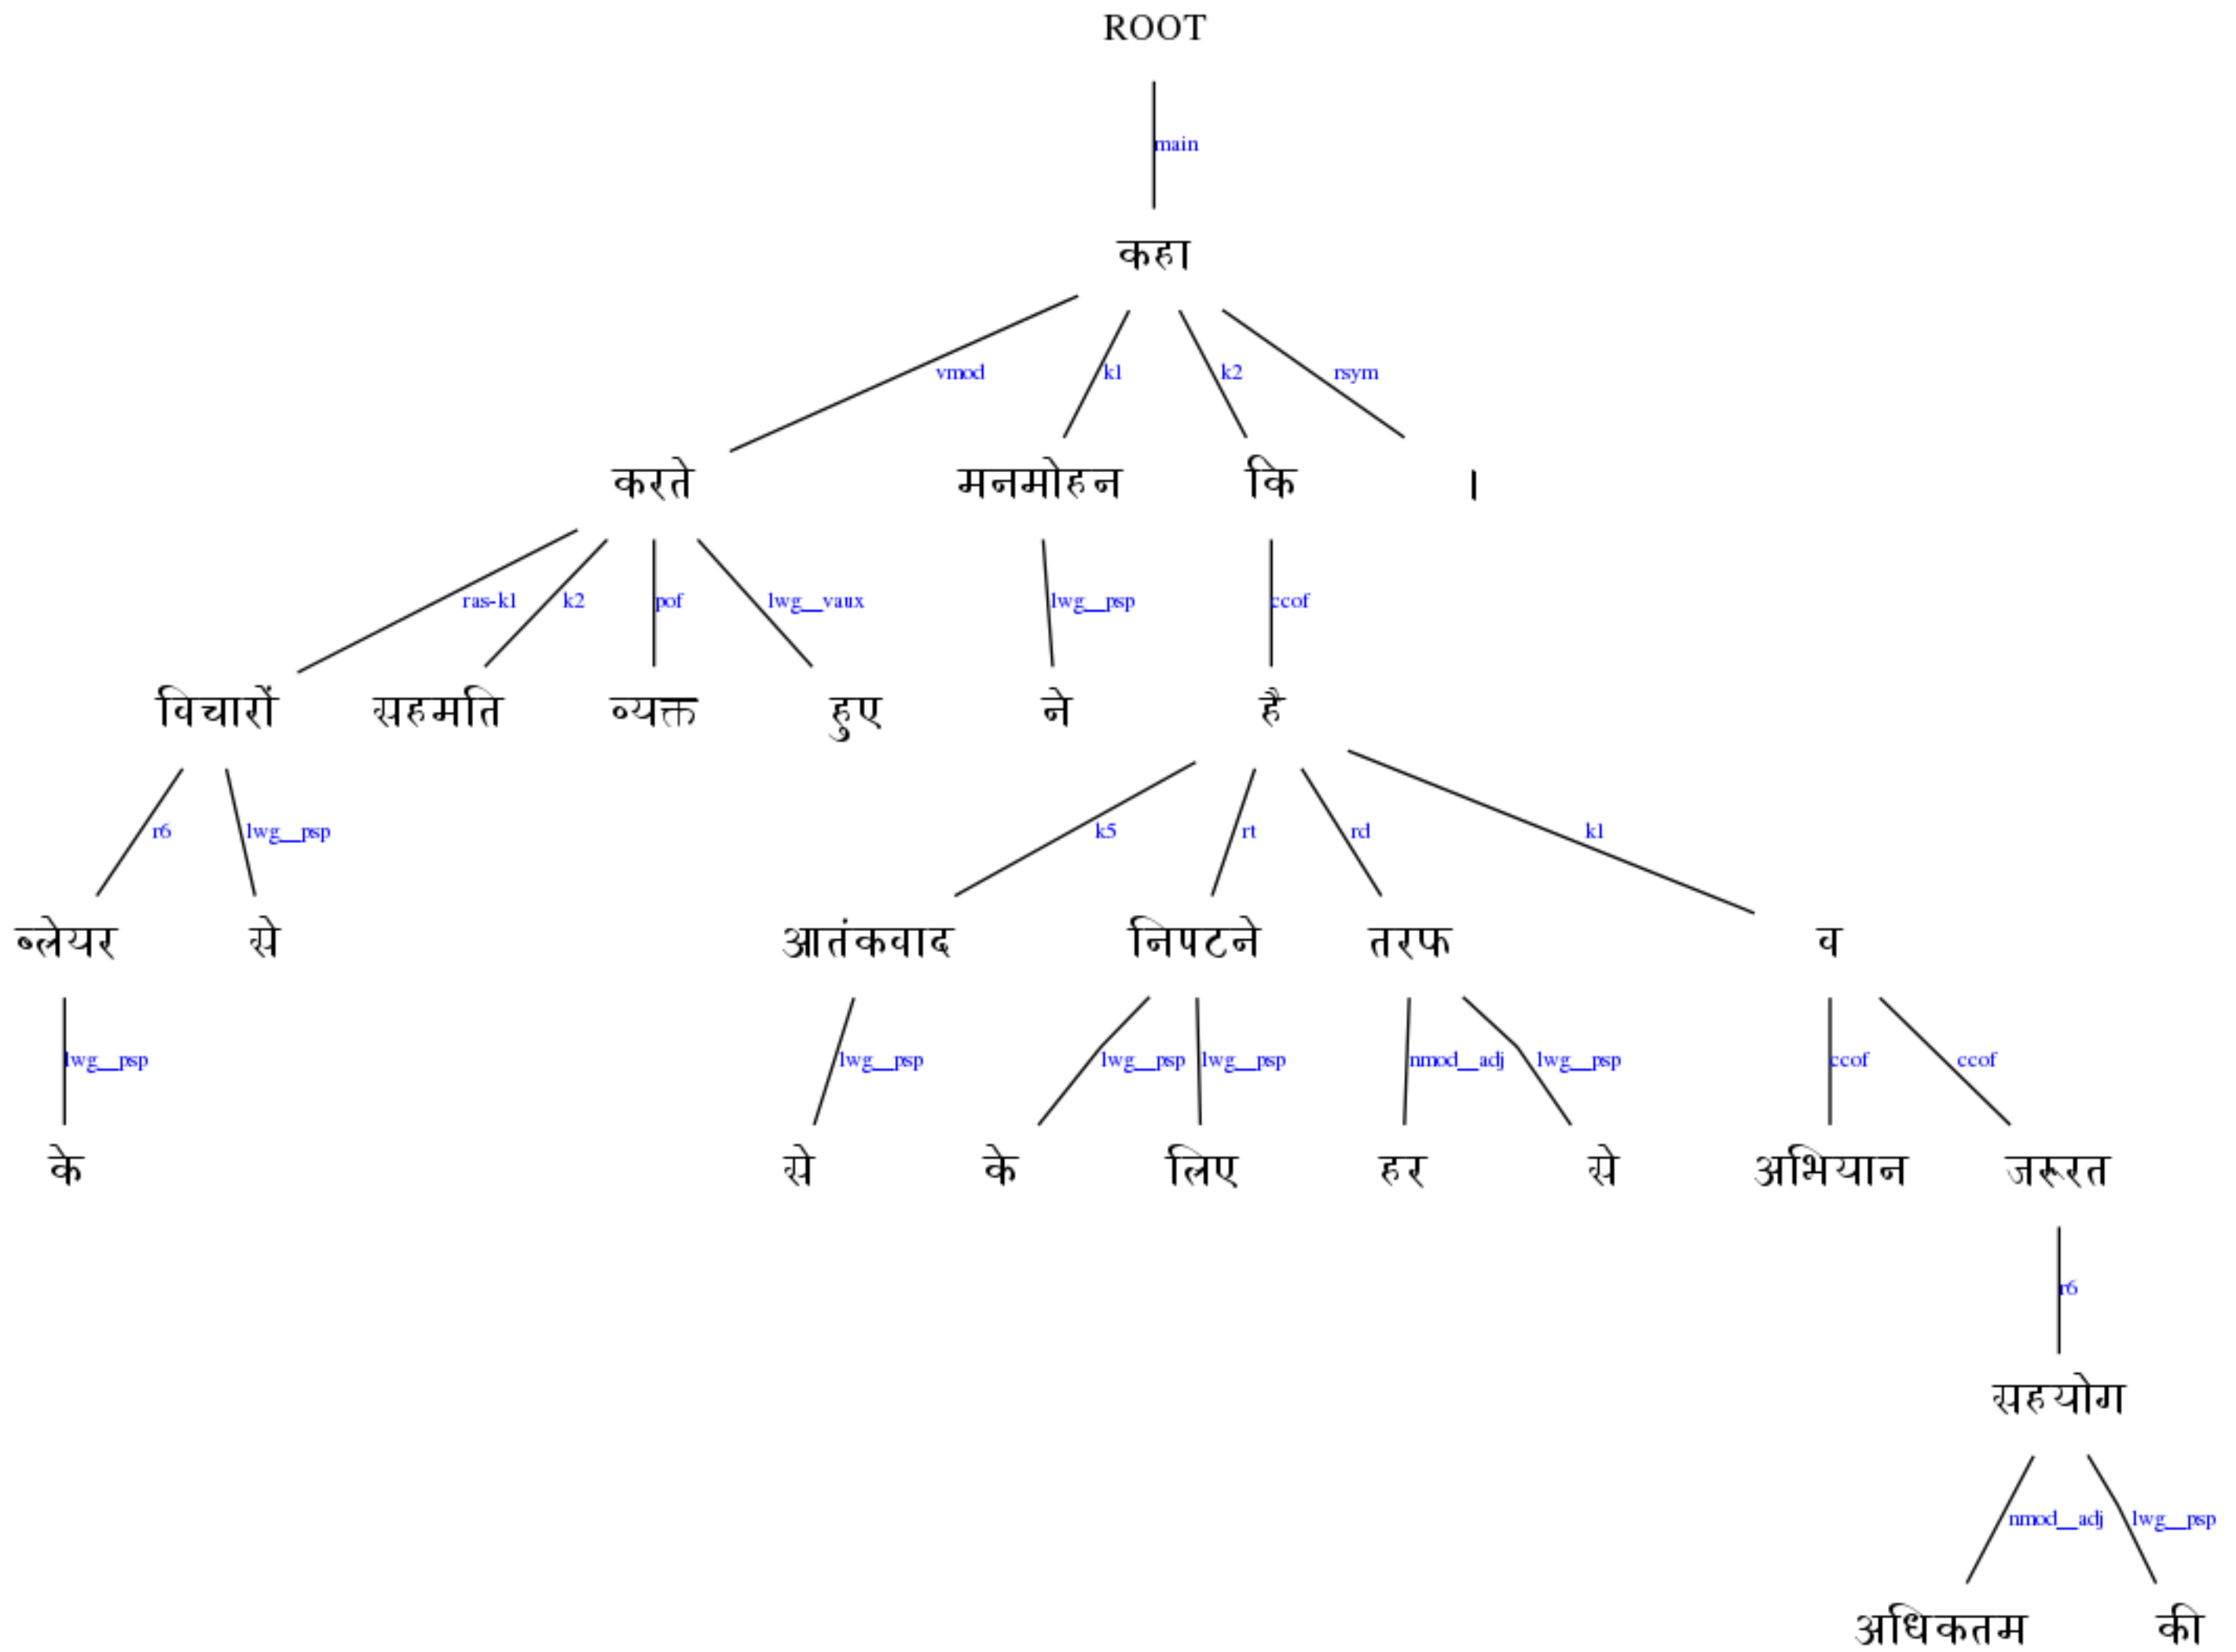 ROOT
main
कहा
vmod k1 k2 rsym
करते मनमोहन कि ।
ras-k1 k2 pof lwg__vaux lwg__psp ccof
विचारों सहमति व्यक्त हुए ने है
r6 lwg__psp k5 rt rd k1
ब्लेयर से आतंकवाद निपटने तरफ व
lwg__psp lwg__psp lwg__psp lwg__psp nmod__adj lwg__psp ccof ccof
के से के लिए हर से अभियान जरूरत
r6
सहयोग
nmod__adj lwg__psp
अधिकतम की